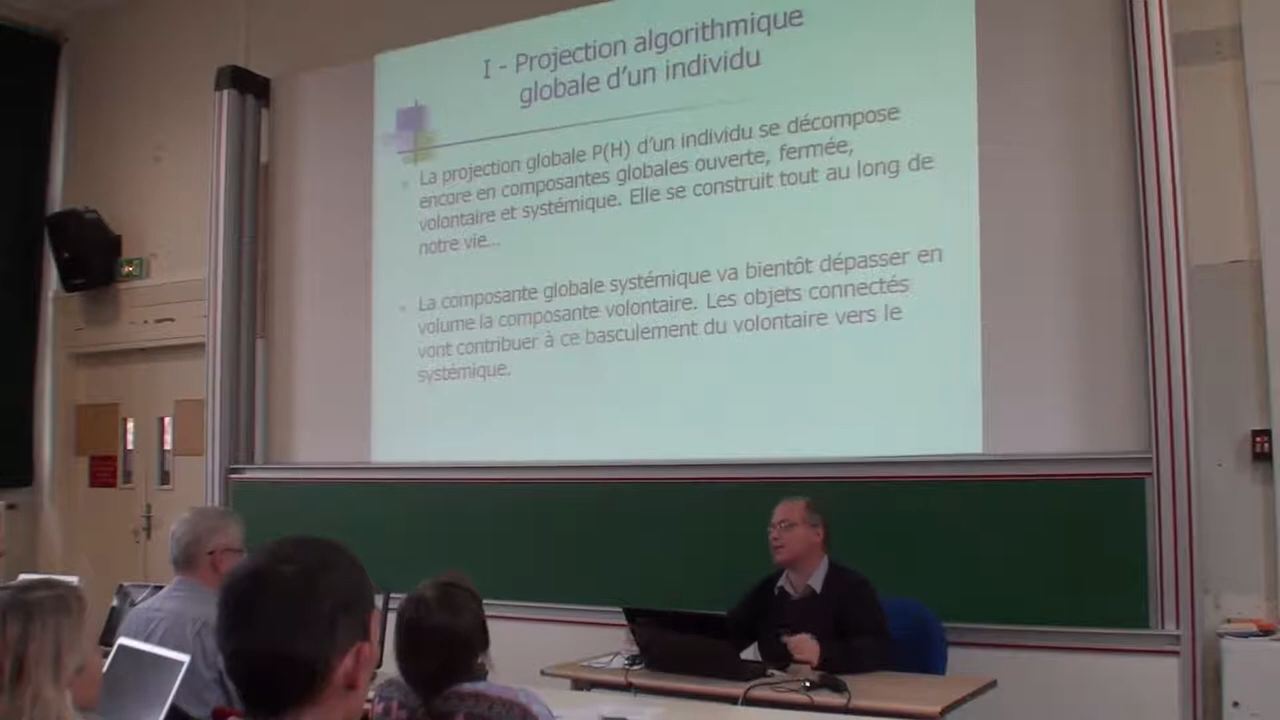 I - Projection algorithmique
globale d'un individu
La projection globale P(H) d'un individu se décompose
encore en composantes globales ouverte, fermée,
volontaire et systémique. Elle se construit tout au long de
notre vie...
La composante globale systémique va bientôt dépasser en
volume la composante volontaire. Les objets connectés
vont contribuer à ce basculement du volontaire vers le
systémique.